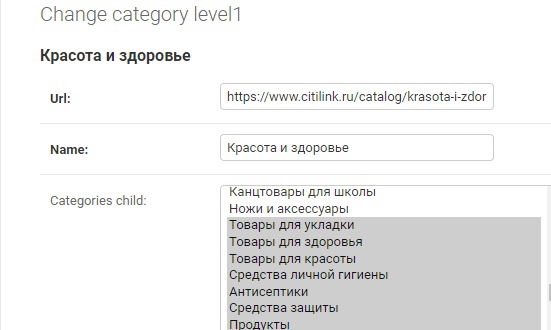 Change category level1
Красота и здоровье
Url:
https://www.citilink.ru/catalog/krasota-i-zdor
Name:
Красота и здоровье
Categories child:
Канцтовары для школы
Ножи и аксессуары
Товары для укладки
Товары для здоровья
Товары для красоты
Средства личной гигиены
Антисептики
Средства защиты
Продукты